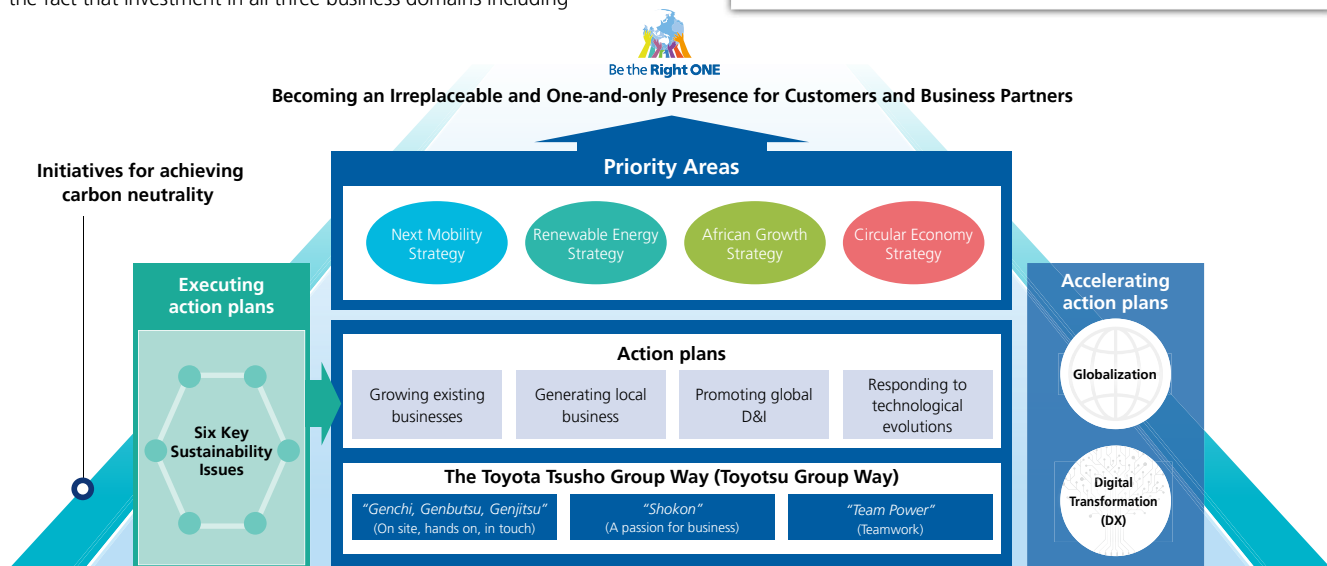 the fact that investment in all three business domains including
Be the Right ONE
Becoming an Irreplaceable and One-and-only Presence for Customers and Business Partners
Initiatives for achieving
carbon neutrality
Priority Areas
Next Mobility
Strategy
Renewable Energy
Strategy
African Growth
Strategy
Circular Economy
Strategy
Executing
action plans
Six Key
Sustainability
Issues
Action plans
Growing existing
businesses
Generating local
business
Promoting global
D&I
Responding to
technological
evolutions
The Toyota Tsusho Group Way (Toyotsu Group Way)
"Genchi, Genbutsu, Genjitsu"
(On site, hands on, in touch)
"Shokon"
(A passion for business)
"Team Power"
(Teamwork)
Accelerating
action plans
Globalization
Digital
Transformation
(DX)